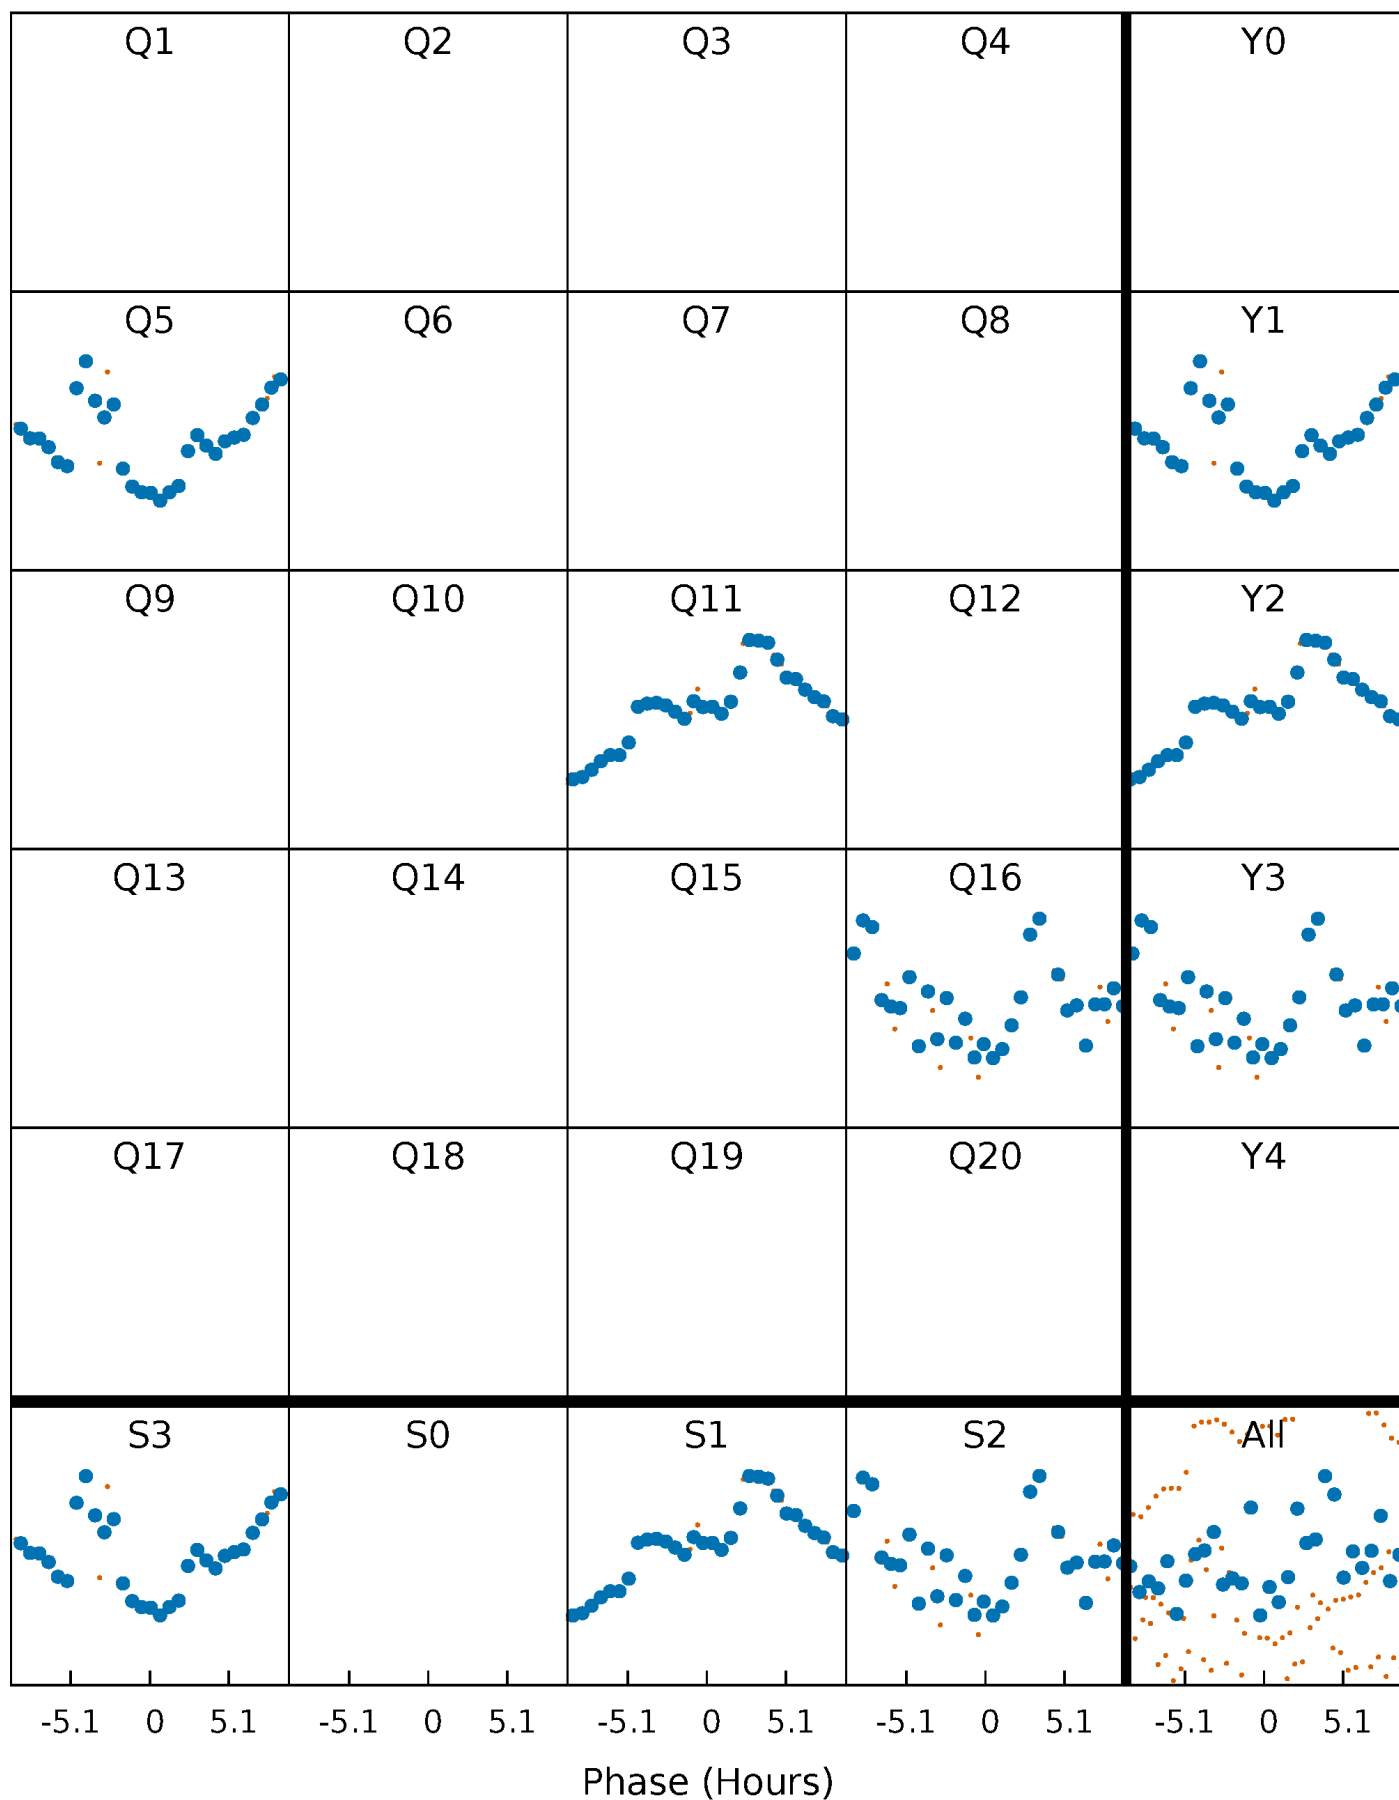 Q1 Q2 Q3 Q4 Y0
Q5 Q6 Q7 Q8 Y1
Q9 Q10 Q11 Q12 Y2
Q13 Q14 Q15 Q16 Y3
Q17 Q18 Q19 Q20 Y4
S3 S0 S1 S2 All
-5.1 0 5.1 -5.1 0 5.1 -5.1 0 5.1 -5.1 0 5.1 -5.1 0 5.1
Phase (Hours)